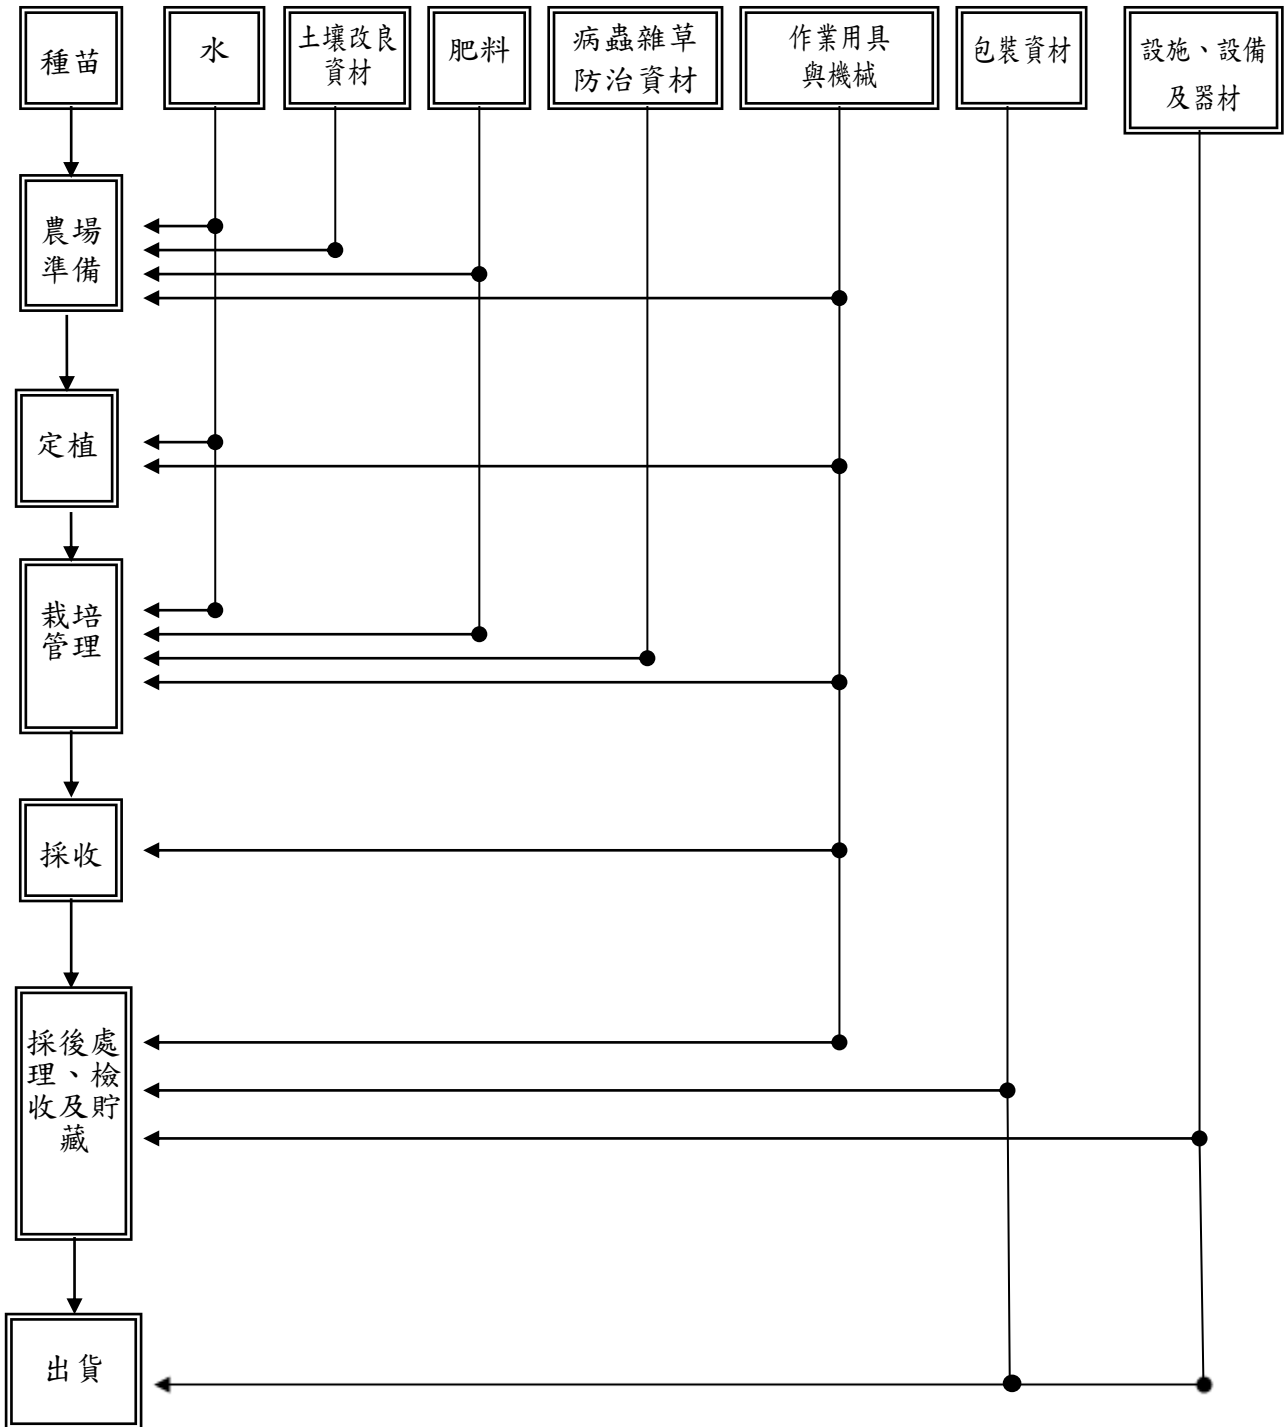 種苗
水
土壤改良
資材
肥料
病蟲雜草
防治資材
作業用具
與機械
包裝資材
設施、設備
及器材
農場
準備
定植
栽培
管理
採收
採後處
理、檢
收及貯
藏
出貨